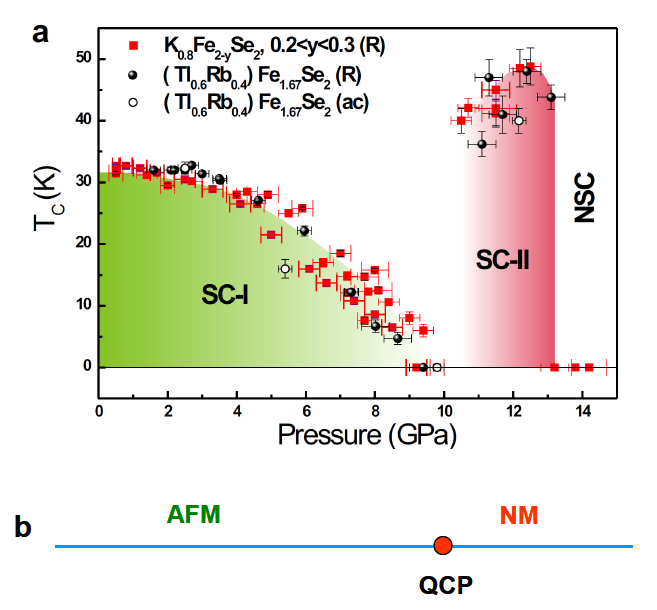 a
K0.8Fe2-ySe2, 0.2<y<0.3 (R)
(Tl0.6Rb0.4) Fe1.67Se2 (R)
(Tl0.6Rb0.4) Fe1.67Se2 (ac)
50
40
30
20
10
0
TC (K)
SC-I
SC-II
NSC
0 2 4 6 8 10 12 14
Pressure (GPa)
b
AFM
NM
QCP